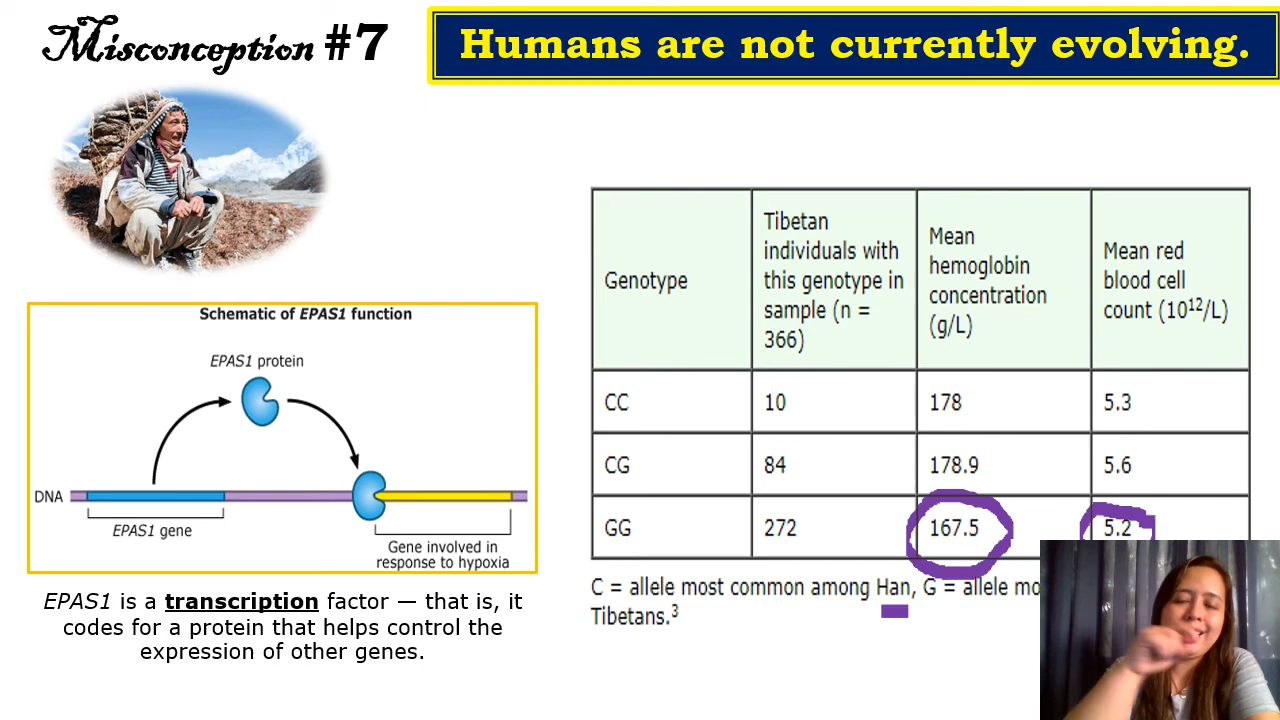 Misconception #7
Humans are not currently evolving.
Schematic of EPAS1 function
EPAS1 protein
DNA
EPAS1 gene
Gene involved in
response to hypoxia
EPAS1 is a transcription factor — that is, it
codes for a protein that helps control the
expression of other genes.
Genotype
Tibetan
individuals with
this genotype in
sample (n =
366)
Mean
hemoglobin
concentration
(g/L)
Mean red
blood cell
count (10¹²/L)
CC 10 178 5.3
CG 84 178.9 5.6
GG 272 167.5 5.2
C = allele most common among Han, G = allele
Tibetans.³